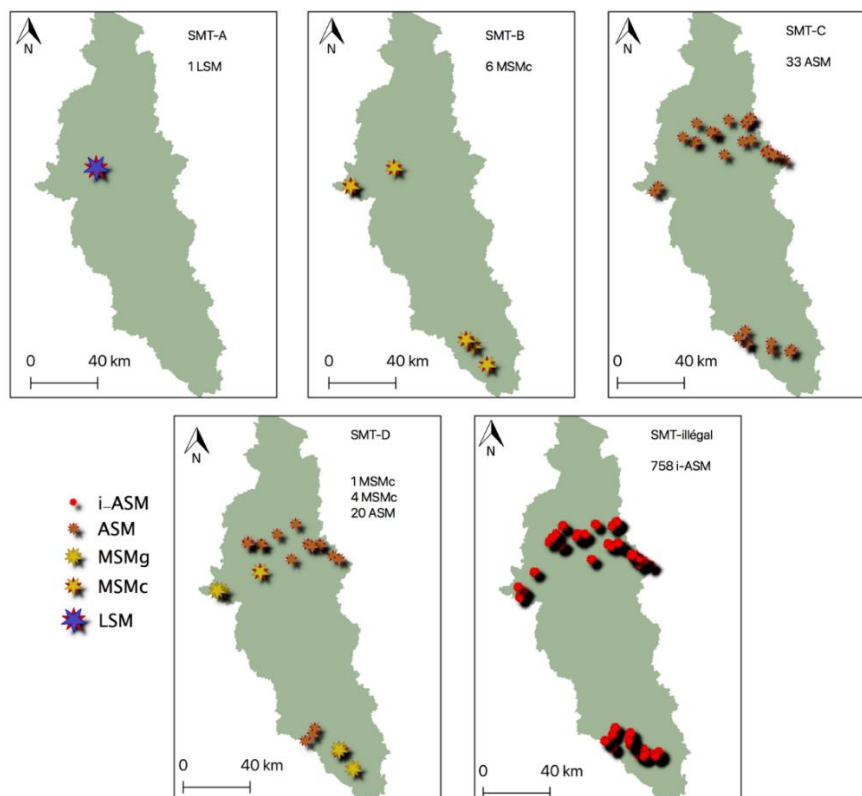 SMT-A
N
1 LSM
0
40 km
SMT-B
N
6 MSMc
0
40 km
SMT-C
N
33 ASM
0
40 km
SMT-D
N
1 MSMc
4 MSMc
20 ASM
0
40 km
SMT-illégal
N
758 i-ASM
0
40 km
i-ASM
ASM
MSMg
MSMc
LSM